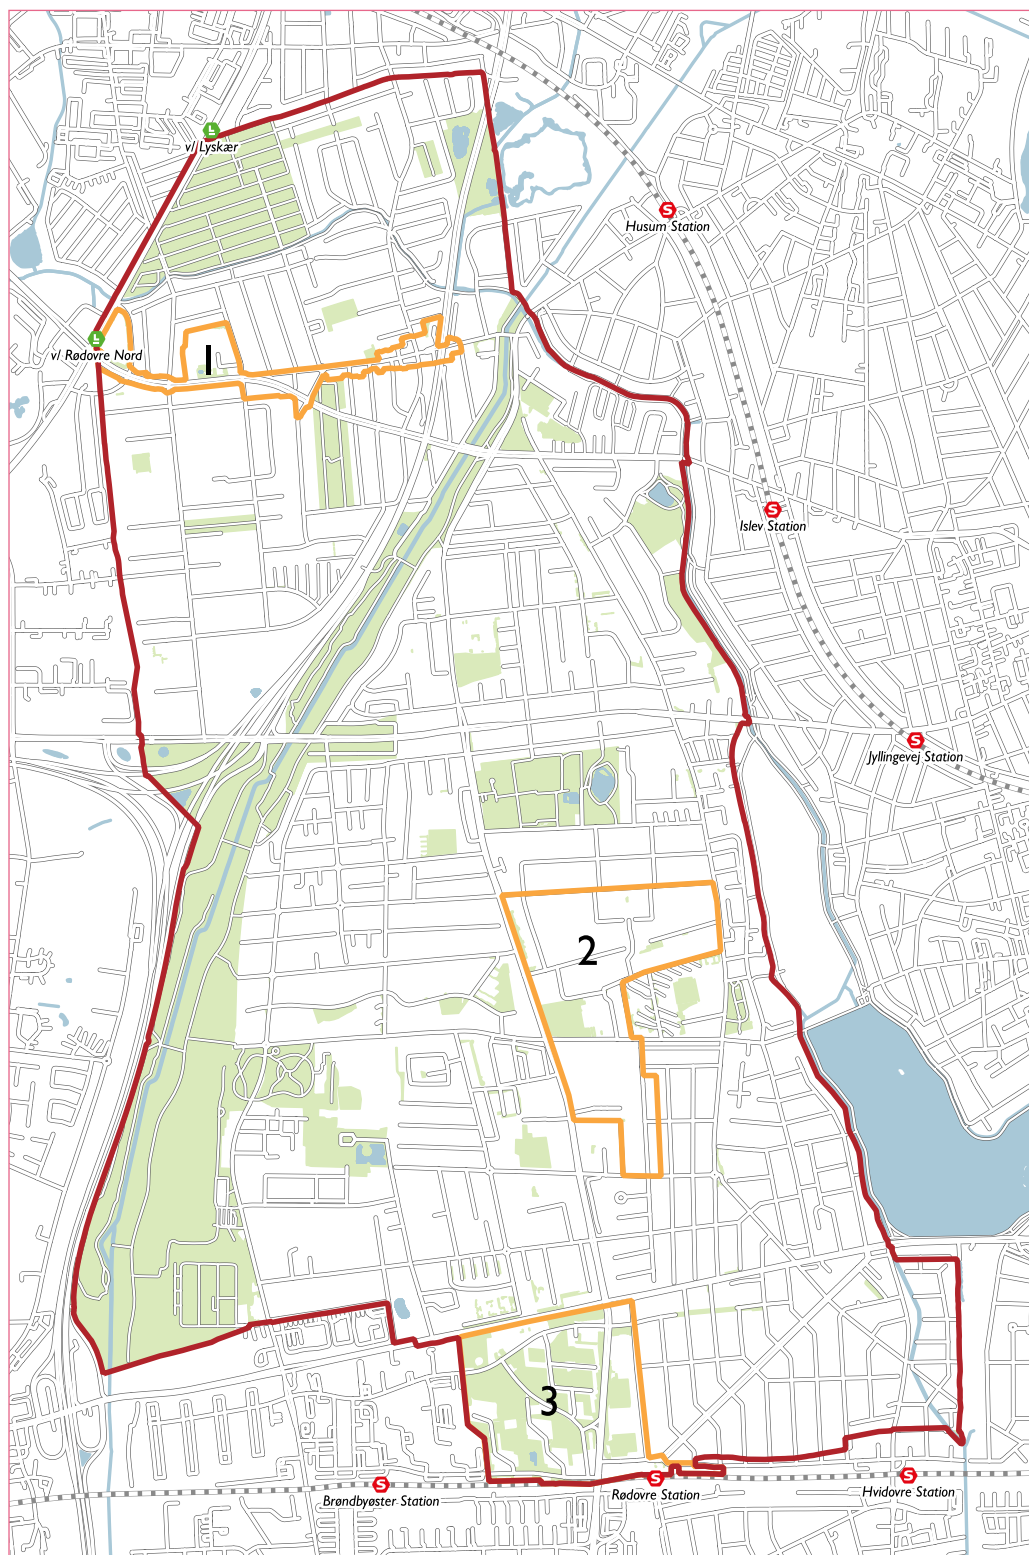 L
v/ Lyskær
S
Husum Station
L
v/ Rødovre Nord
1
S
Islev Station
S
Jyllingevej Station
2
3
S
Brøndbyøster Station
S
Rødovre Station
S
Hvidovre Station